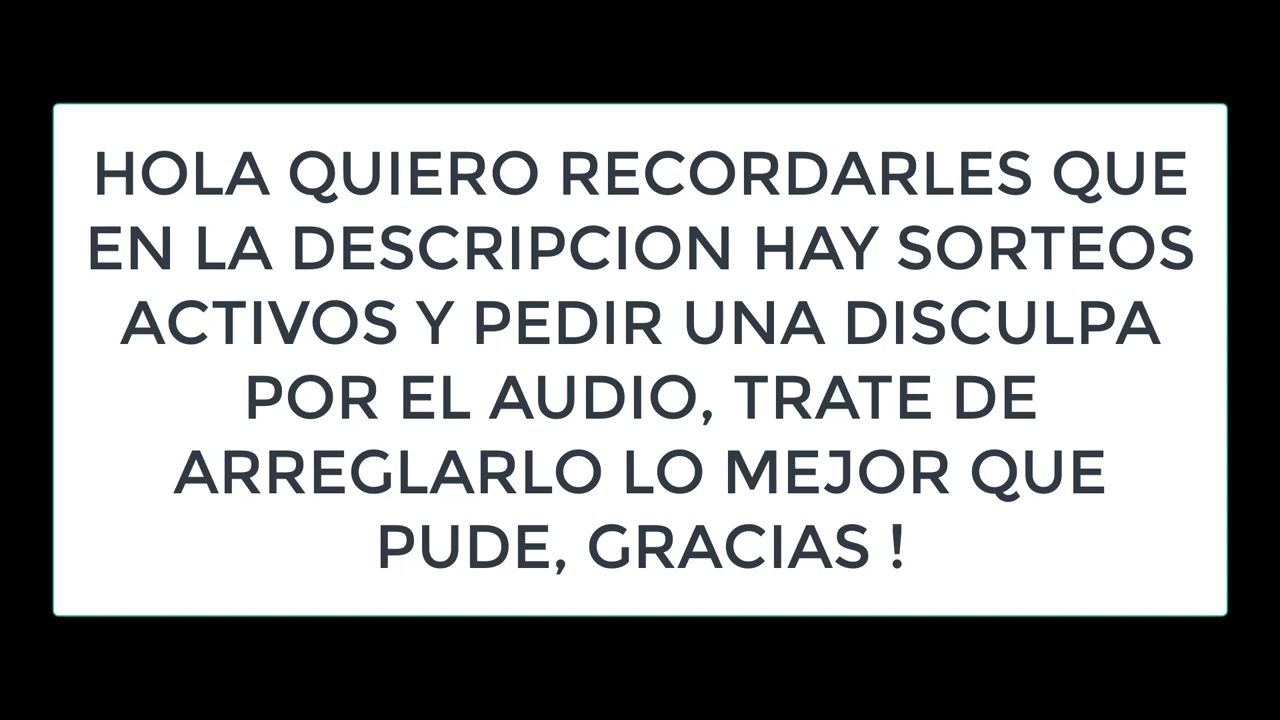 HOLA QUIERO RECORDARLES QUE
EN LA DESCRIPCION HAY SORTEOS
ACTIVOS Y PEDIR UNA DISCULPA
POR EL AUDIO, TRATE DE
ARREGLARLO LO MEJOR QUE
PUDE, GRACIAS !